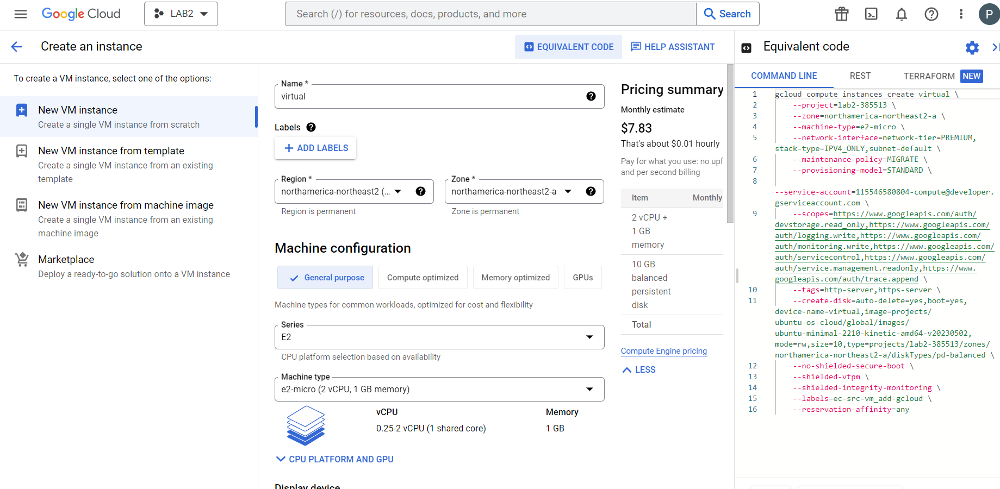 Google Cloud
LAB2
Search (/) for resources, docs, products, and more
Search
P
Create an instance
EQUIVALENT CODE
HELP ASSISTANT
To create a VM instance, select one of the options:
New VM instance
Create a single VM instance from scratch
New VM instance from template
Create a single VM instance from an existing
template
New VM instance from machine image
Create a single VM instance from an existing
machine image
Marketplace
Deploy a ready-to-go solution onto a VM instance
Name *
virtual
Labels
ADD LABELS
Region *
northamerica-northeast2 (...
Region is permanent
Zone *
northamerica-northeast2-a
Zone is permanent
Machine configuration
General purpose
Compute optimized
Memory optimized
GPUs
Machine types for common workloads, optimized for cost and flexibility
Series
E2
CPU platform selection based on availability
Machine type
e2-micro (2 vCPU, 1 GB memory)
vCPU
0.25-2 vCPU (1 shared core)
Memory
1 GB
CPU PLATFORM AND GPU
Display device
Pricing summary
Monthly estimate
$7.83
That's about $0.01 hourly
Pay for what you use: no upf
and per second billing
Item Monthly
2 vCPU +
1 GB
memory
10 GB
balanced
persistent
disk
Total
Compute Engine pricing
LESS
Equivalent code
COMMAND LINE
REST
TERRAFORM NEW
1 gcloud compute instances create virtual \
2 --project=lab2-385513 \
3 --zone=northamerica-northeast2-a \
4 --machine-type=e2-micro \
5 --network-interface=network-tier=PREMIUM,
stack-type=IPV4_ONLY,subnet=default \
6 --maintenance-policy=MIGRATE \
7 --provisioning-model=STANDARD \
8
--service-account=115546580804-compute@developer.
gserviceaccount.com \
9 --scopes=https://www.googleapis.com/auth/
devstorage.read_only,https://www.googleapis.com/
auth/logging.write,https://www.googleapis.com/
auth/monitoring.write,https://www.googleapis.com/
auth/servicecontrol,https://www.googleapis.com/
auth/service.management.readonly,https://www.
googleapis.com/auth/trace.append \
10 --tags=http-server,https-server \
11 --create-disk=auto-delete=yes,boot=yes,
device-name=virtual,image=projects/
ubuntu-os-cloud/global/images/
ubuntu-minimal-2210-kinetic-amd64-v20230502,
mode=rw,size=10,type=projects/lab2-385513/zones/
northamerica-northeast2-a/diskTypes/pd-balanced \
12 --no-shielded-secure-boot \
13 --shielded-vtpm \
14 --shielded-integrity-monitoring \
15 --labels=ec-src=vm_add-gcloud \
16 --reservation-affinity=any